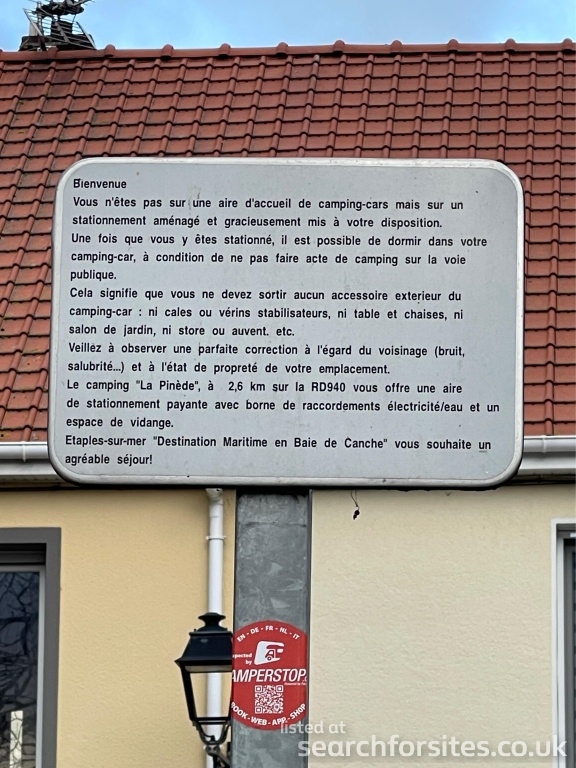 Bienvenue
Vous n'êtes pas sur une aire d'accueil de camping-cars mais sur un
stationnement aménagé et gracieusement mis à votre disposition.
Une fois que vous y êtes stationné, il est possible de dormir dans votre
camping-car, à condition de ne pas faire acte de camping sur la voie
publique.
Cela signifie que vous ne devez sortir aucun accessoire exterieur du
camping-car : ni cales ou vérins stabilisateurs, ni table et chaises, ni
salon de jardin, ni store ou auvent. etc.
Veillez à observer une parfaite correction à l'égard du voisinage (bruit,
salubrité...) et à l'état de propreté de votre emplacement.
Le camping "La Pinède", à 2,6 km sur la RD940 vous offre une aire
de stationnement payante avec borne de raccordements électricité/eau et un
espace de vidange.
Etaples-sur-mer "Destination Maritime en Baie de Canche" vous souhaite un
agréable séjour!
EN - DE - FR - NL - IT
pected
by
AMPERSTOP
OOK - WEB - APP - SHOP
listed at
searchforsites.co.uk